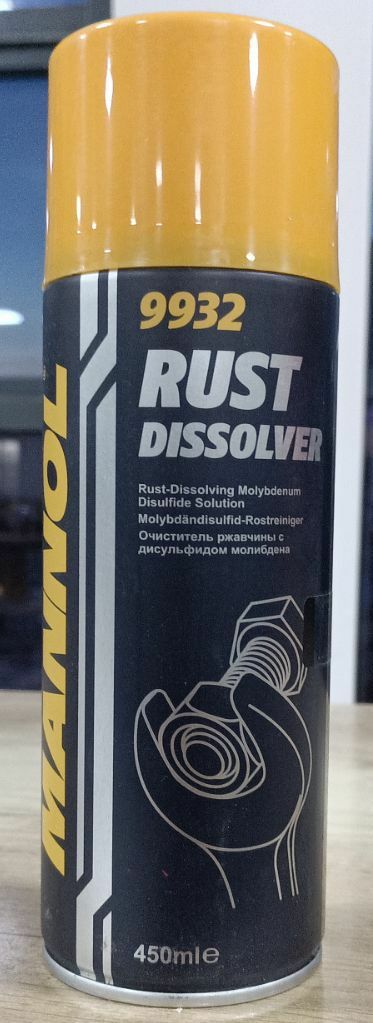 9932
RUST
DISSOLVER
Rust-Dissolving Molybdenum
Disulfide Solution
Molybdändisulfid-Rostreiniger
Очиститель ржавчины с
дисульфидом молибдена
MANNOL
450ml℮